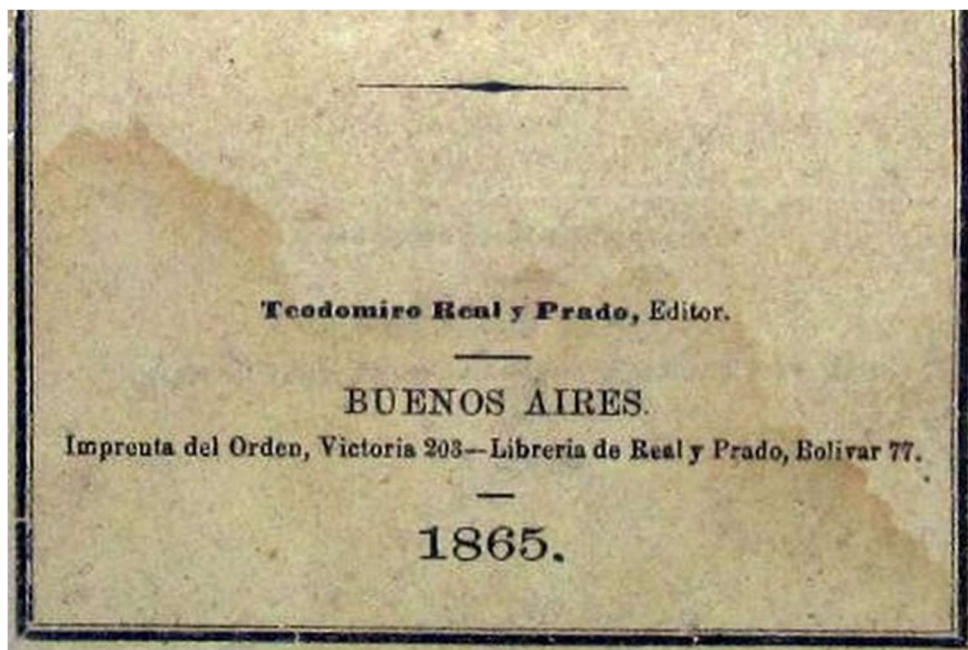 Teodomiro Real y Prado, Editor.
BUENOS AIRES.
Imprenta del Orden, Victoria 203—Libreria de Real y Prado, Bolivar 77.
1865.